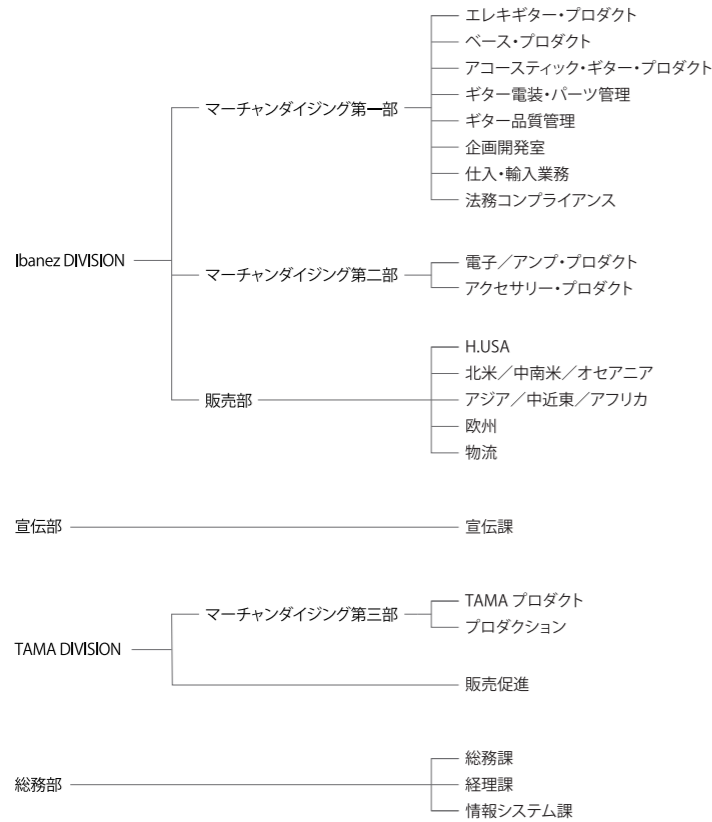 エレキギター・プロダクト
ベース・プロダクト
アコースティック・ギター・プロダクト
マーチャンダイジング第一部
ギター電装・パーツ管理
ギター品質管理
企画開発室
仕入・輸入業務
法務コンプライアンス
Ibanez DIVISION
マーチャンダイジング第二部
電子／アンプ・プロダクト
アクセサリー・プロダクト
H.USA
北米／中南米／オセアニア
販売部
アジア／中近東／アフリカ
欧州
物流
宣伝部
宣伝課
マーチャンダイジング第三部
TAMA プロダクト
プロダクション
TAMA DIVISION
販売促進
総務課
総務部
経理課
情報システム課